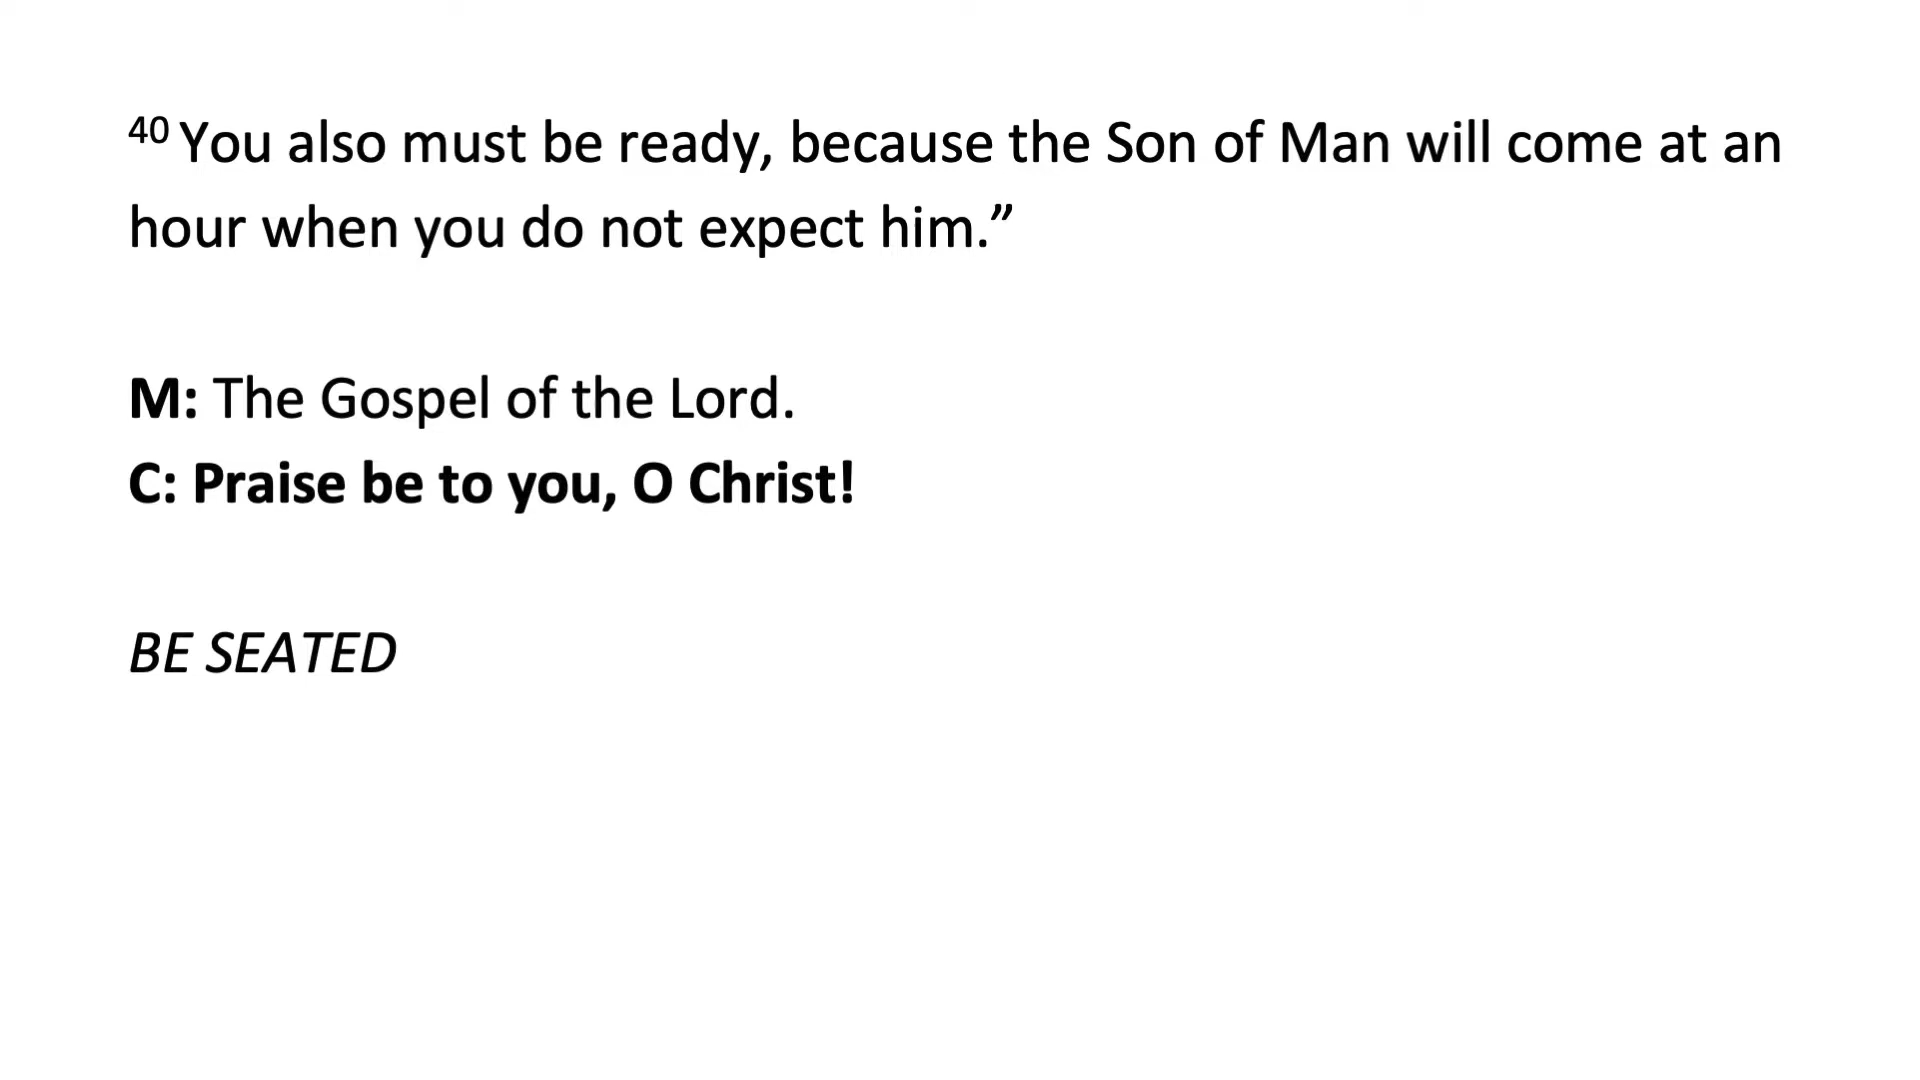 40 You also must be ready, because the Son of Man will come at an
hour when you do not expect him.”
M: The Gospel of the Lord.
C: Praise be to you, O Christ!
BE SEATED